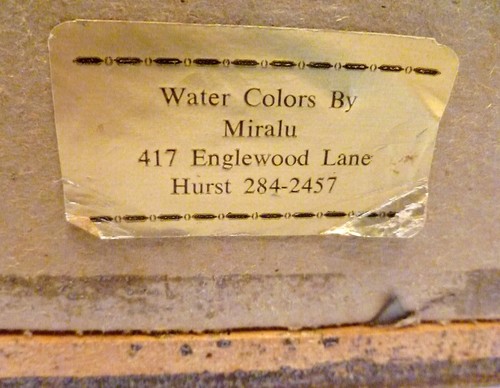 Water Colors By
Miralu
417 Englewood Lane
Hurst 284-2457